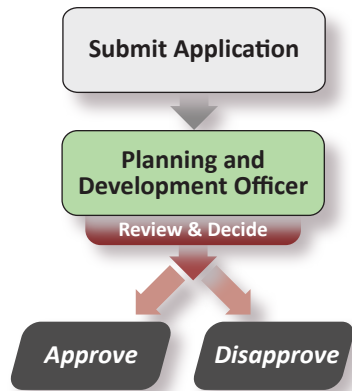 Submit Application
Planning and
Development Officer
Review & Decide
Approve
Disapprove